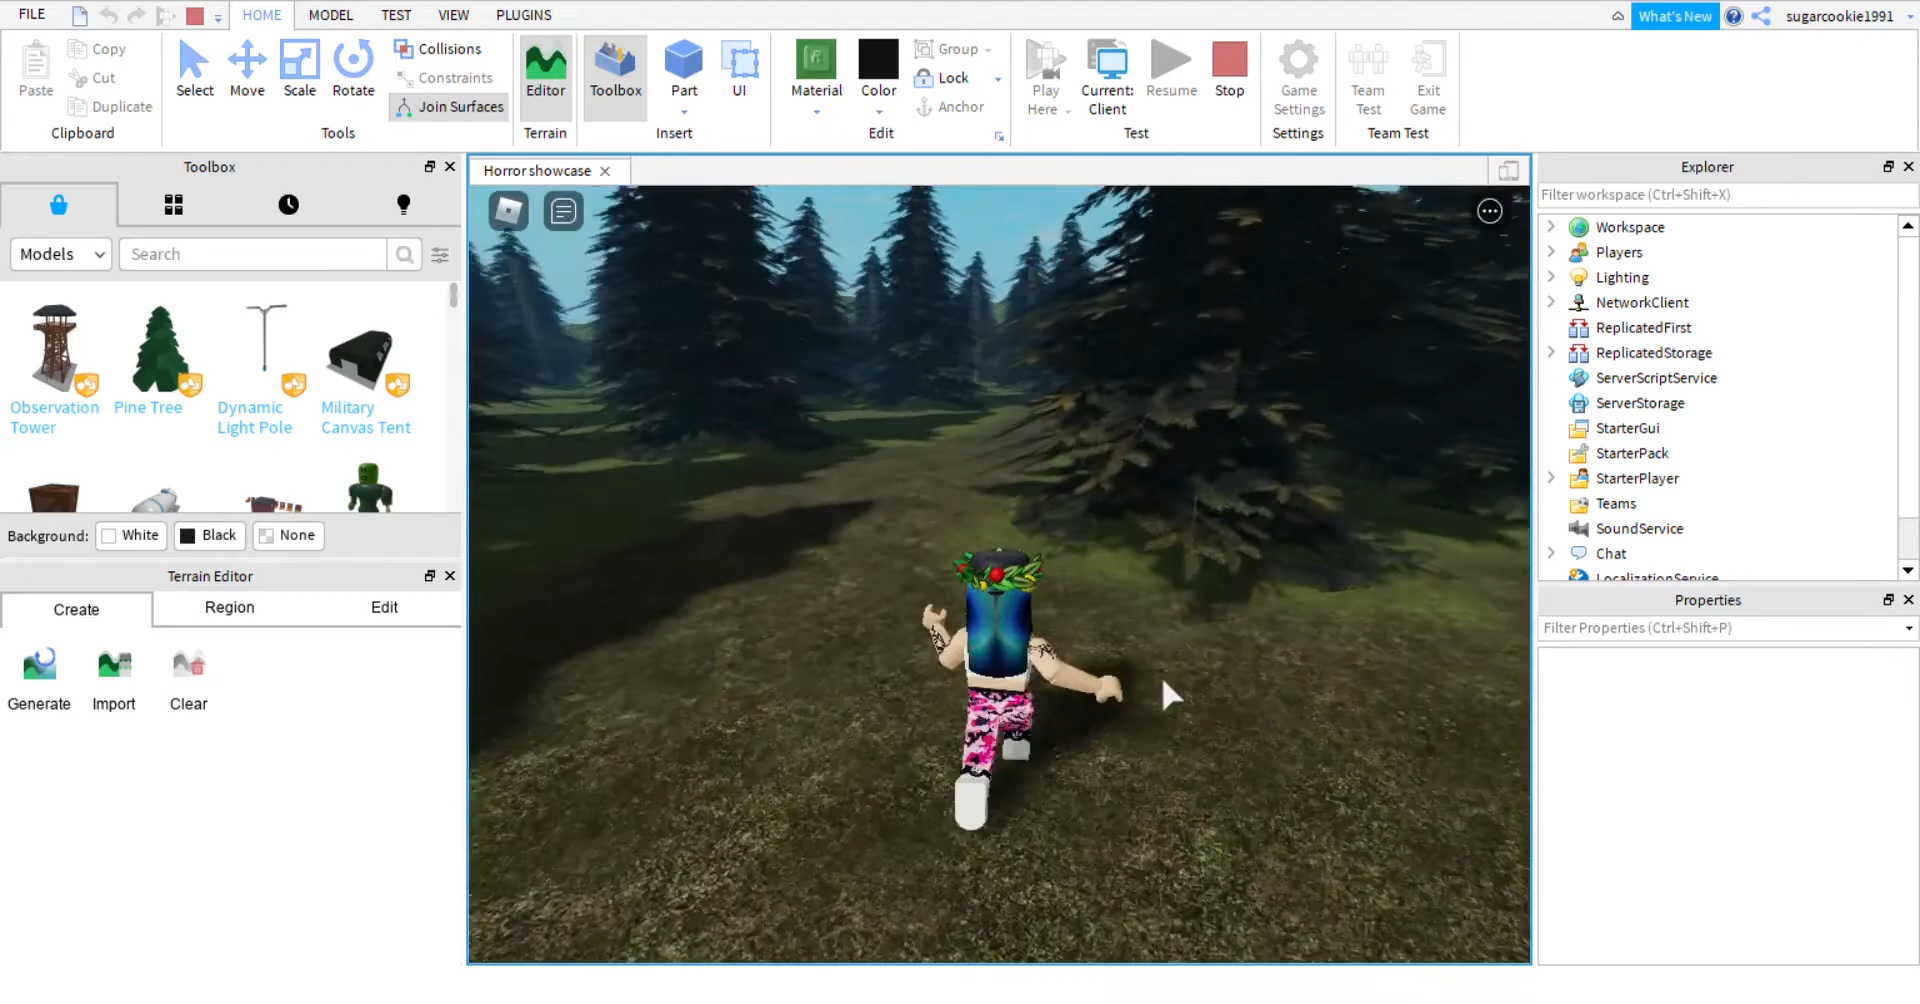 FILE HOME MODEL TEST VIEW PLUGINS What's New sugarcookie1991
Paste Copy Cut Duplicate
Clipboard
Select Move Scale Rotate
Collisions
Constraints
Join Surfaces
Tools
Editor
Terrain
Toolbox Part UI
Insert
Material Color
Group
Lock
Anchor
Edit
Play Here
Current: Client
Resume
Stop
Test
Game Settings
Settings
Team Test
Exit Game
Team Test
Toolbox
Models Search
Observation Tower
Pine Tree
Dynamic Light Pole
Military Canvas Tent
Background: White Black None
Terrain Editor
Create Region Edit
Generate Import Clear
Horror showcase
Explorer
Filter workspace (Ctrl+Shift+X)
Workspace
Players
Lighting
NetworkClient
ReplicatedFirst
ReplicatedStorage
ServerScriptService
ServerStorage
StarterGui
StarterPack
StarterPlayer
Teams
SoundService
Chat
LocalizationService
Properties
Filter Properties (Ctrl+Shift+P)